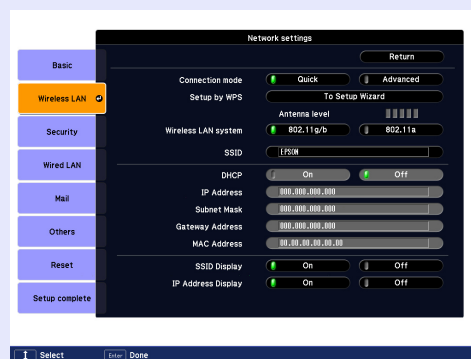 Network settings
Return
Basic
Connection mode Quick Advanced
Wireless LAN
Setup by WPS To Setup Wizard
Antenna level
Security
Wireless LAN system 802.11g/b 802.11a
SSID EPSON
Wired LAN
DHCP On Off
IP Address 000.000.000.000
Mail
Subnet Mask 000.000.000.000
Gateway Address 000.000.000.000
Others
MAC Address 00.00.00.00.00.00
Reset
SSID Display On Off
IP Address Display On Off
Setup complete
Select Enter Done